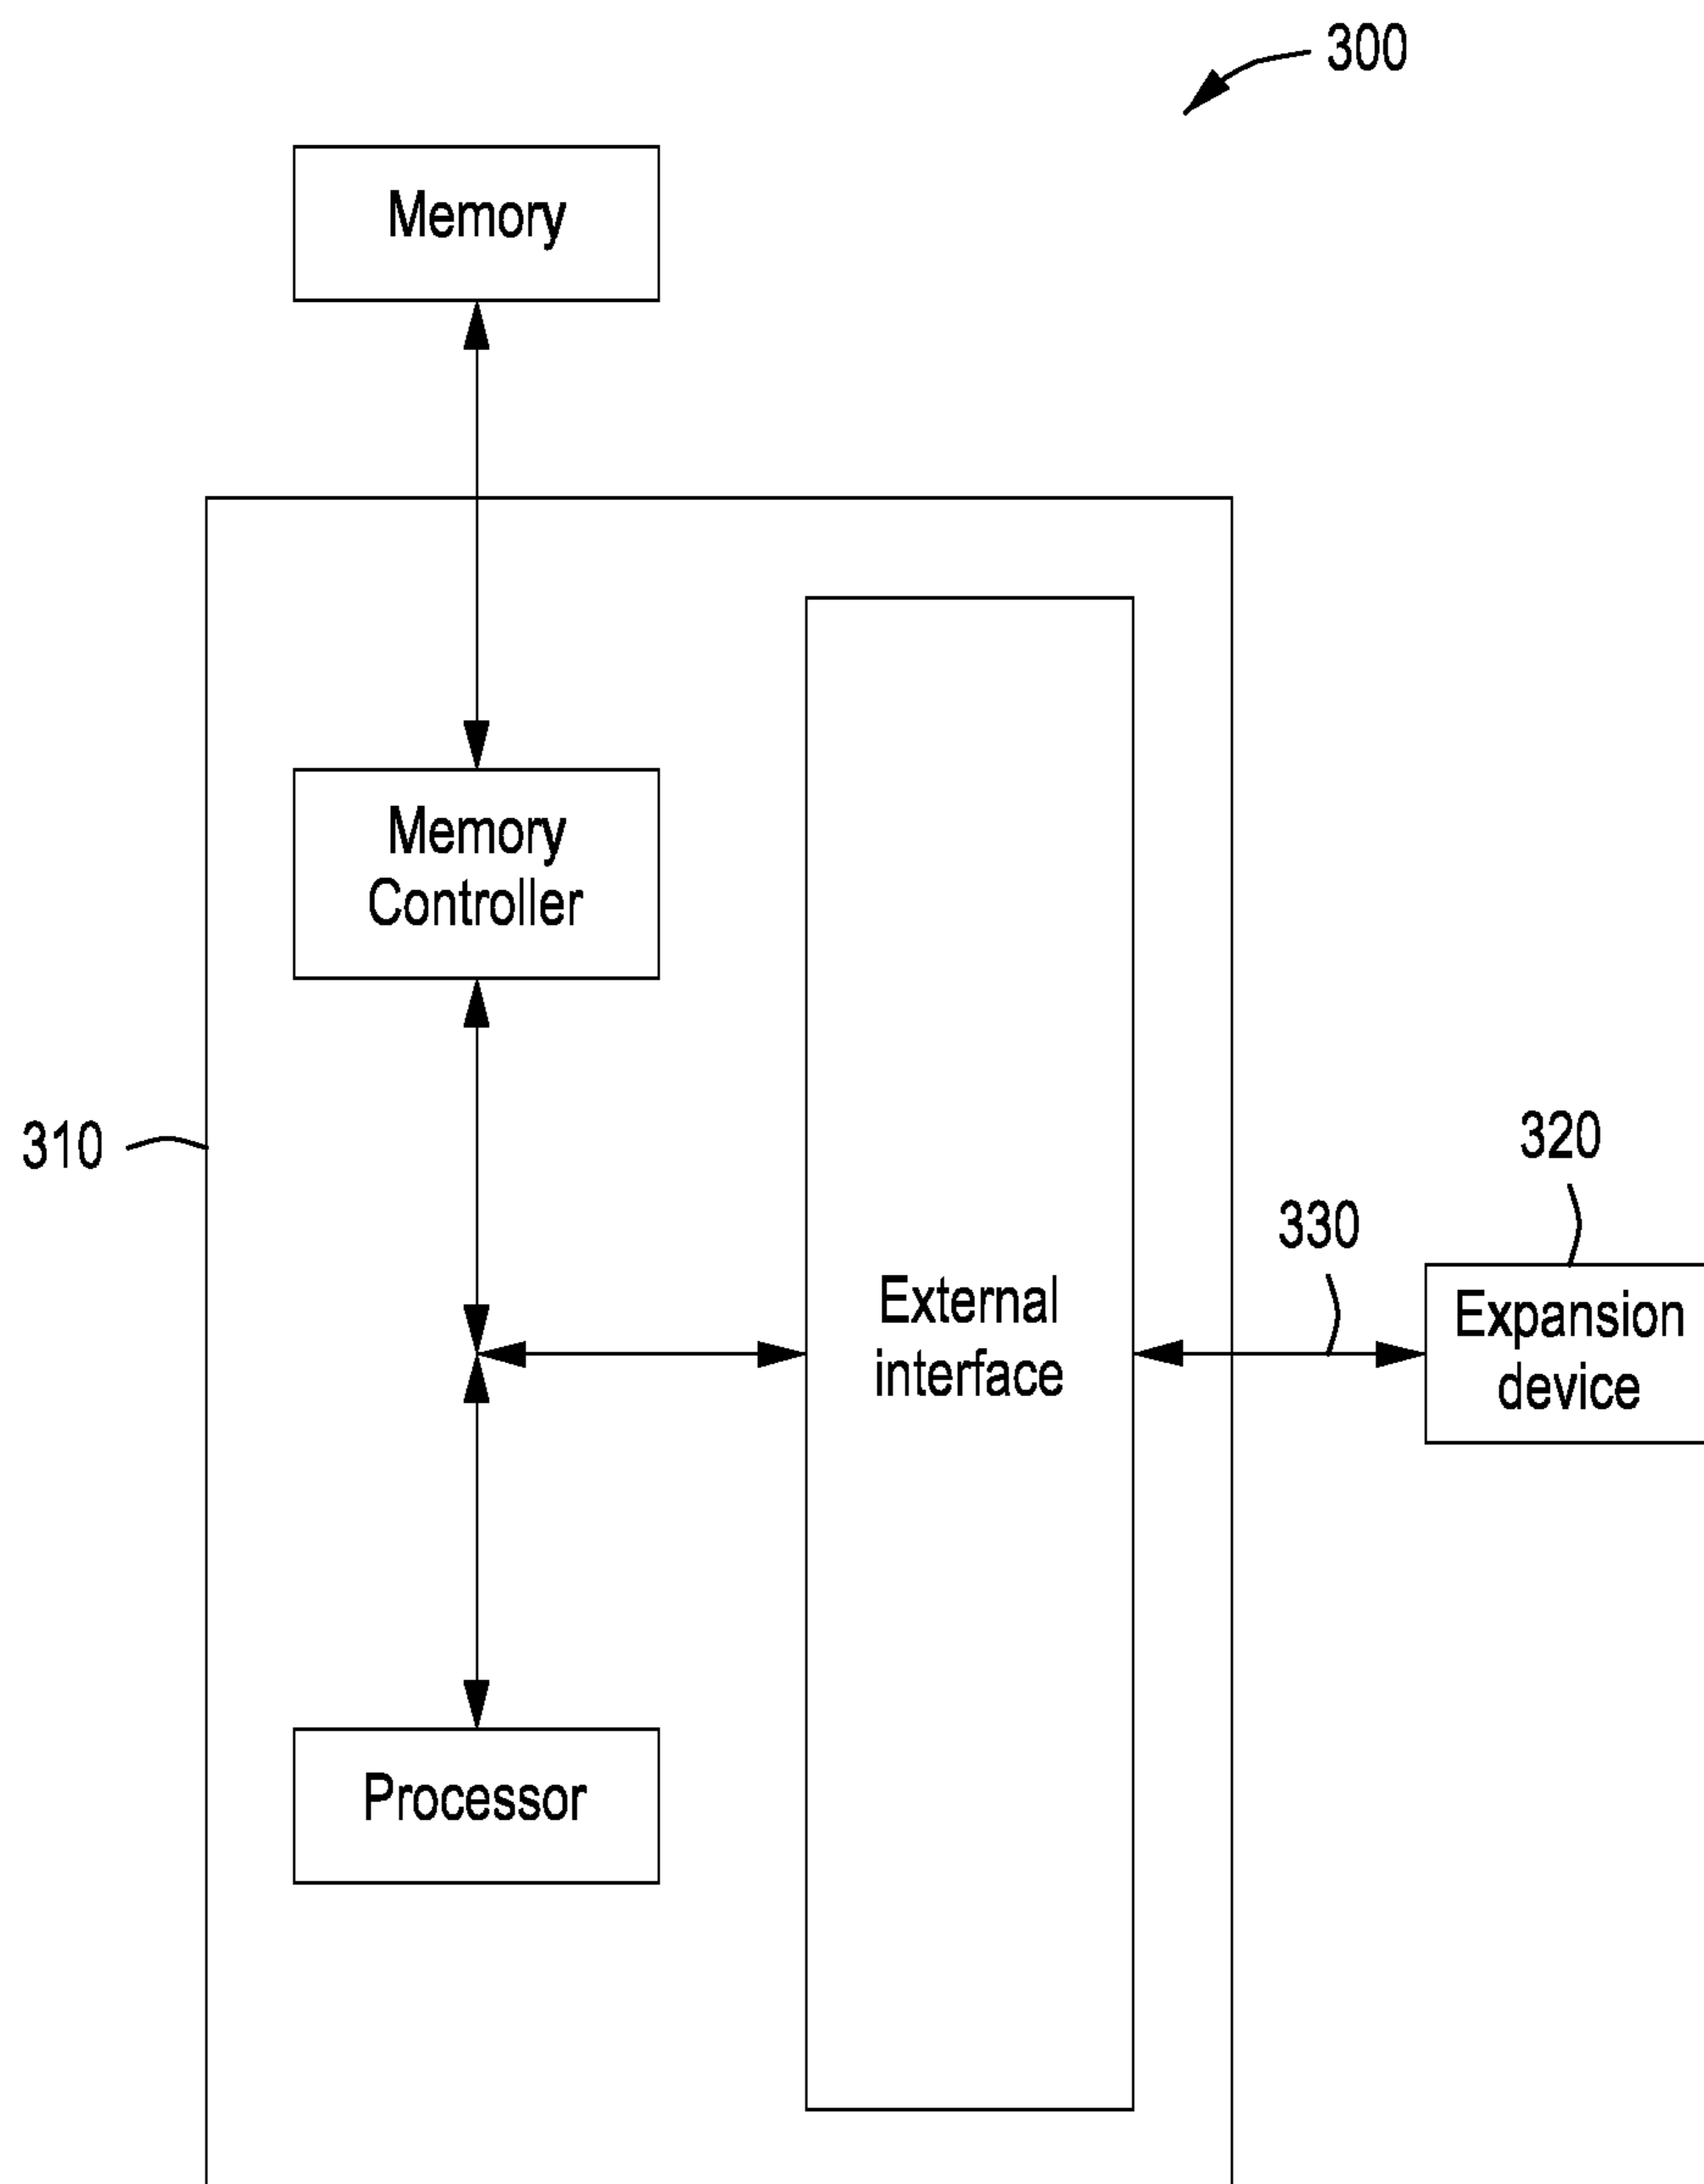 300
Memory
Memory
Controller
310
320
330
External
interface
Expansion
device
Processor